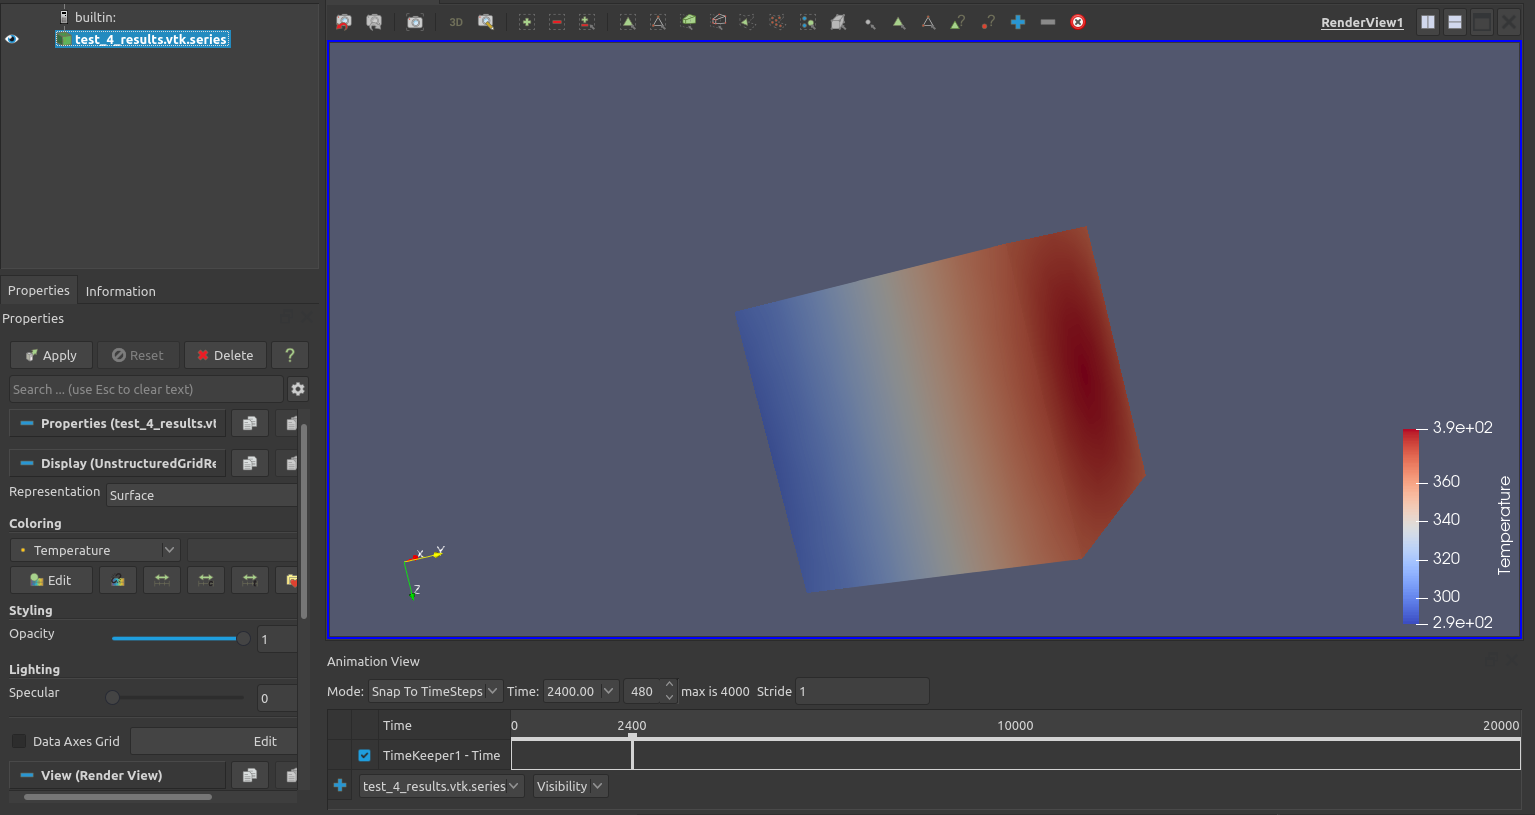 builtin:
test_4_results.vtk.series
3D
RenderView1
Properties Information
Properties
Apply Reset Delete ?
Search ... (use Esc to clear text)
Properties (test_4_results.vt
Display (UnstructuredGridRe
Representation Surface
Coloring
Temperature
Edit
Styling
Opacity 1
Lighting
Specular 0
Data Axes Grid Edit
View (Render View)
X Y
Z
3.9e+02
360
340
320
300
2.9e+02
Temperature
Animation View
Mode: Snap To TimeSteps Time: 2400.00 480 max is 4000 Stride 1
Time 0 2400 10000 20000
TimeKeeper1 - Time
test_4_results.vtk.series Visibility